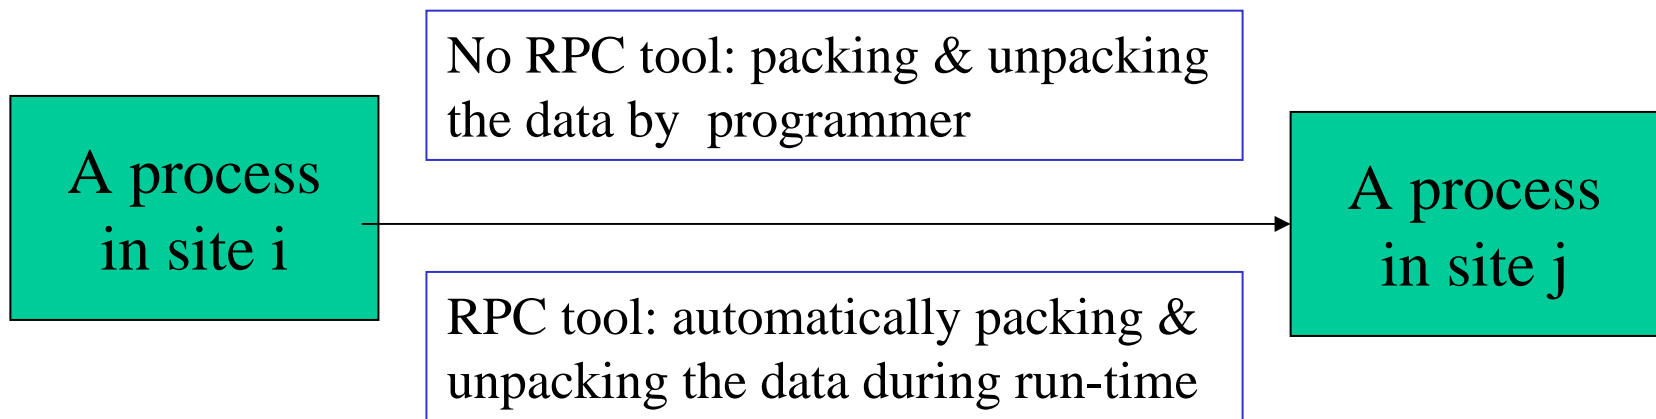 No RPC tool: packing & unpacking
the data by programmer
A process
in site i
A process
in site j
RPC tool: automatically packing &
unpacking the data during run-time